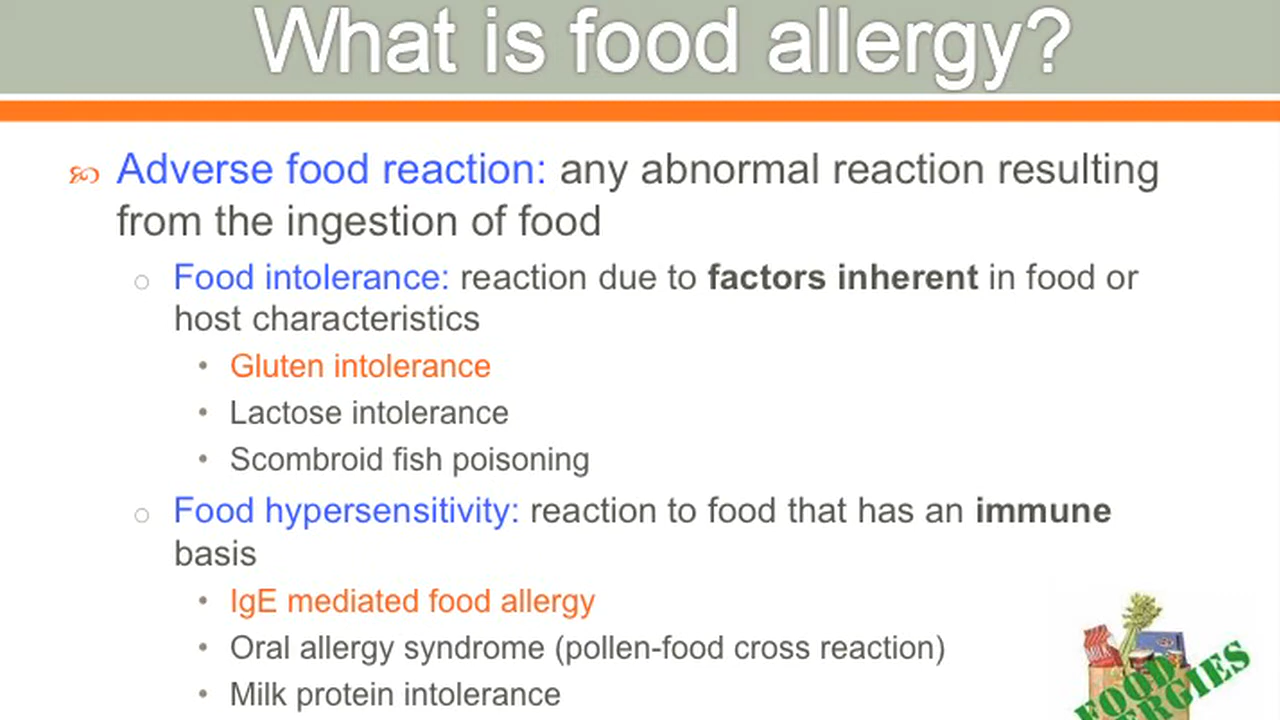 What is food allergy?
Adverse food reaction: any abnormal reaction resulting
from the ingestion of food
Food intolerance: reaction due to factors inherent in food or
host characteristics
• Gluten intolerance
• Lactose intolerance
• Scombroid fish poisoning
Food hypersensitivity: reaction to food that has an immune
basis
• IgE mediated food allergy
• Oral allergy syndrome (pollen-food cross reaction)
• Milk protein intolerance
FOOD